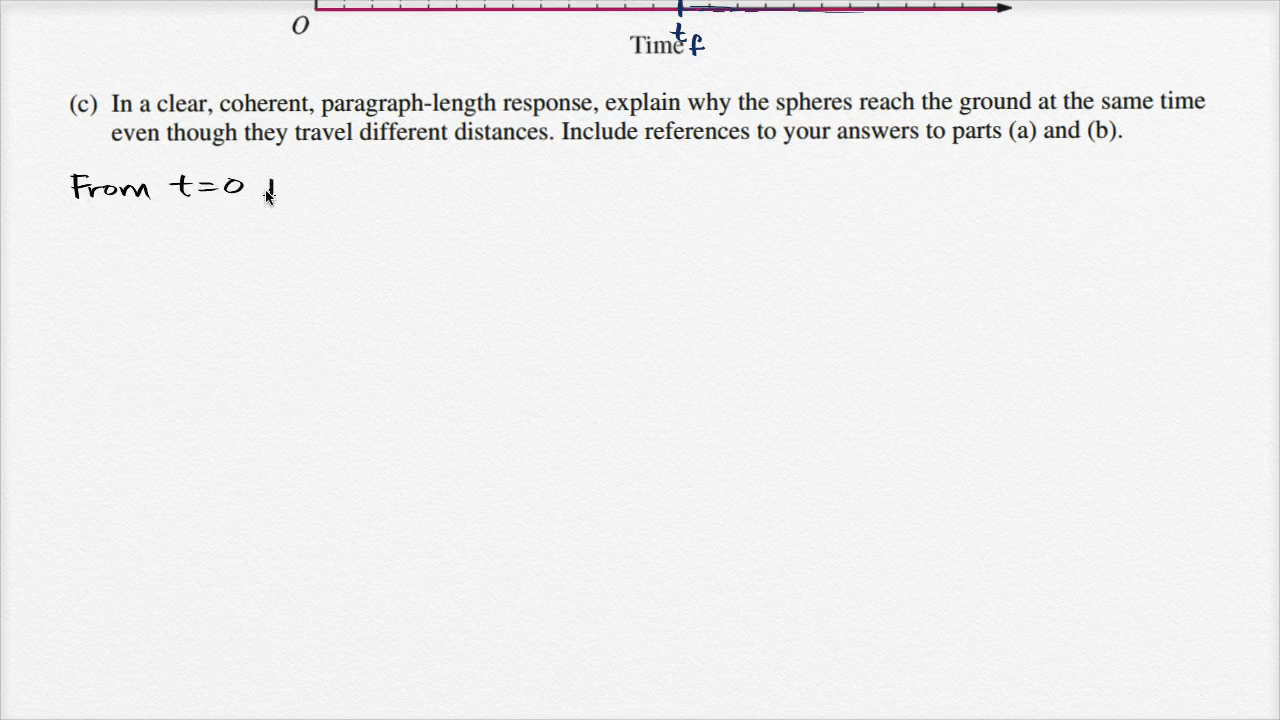 O
Time t_f
(c) In a clear, coherent, paragraph-length response, explain why the spheres reach the ground at the same time
even though they travel different distances. Include references to your answers to parts (a) and (b).
From t=0